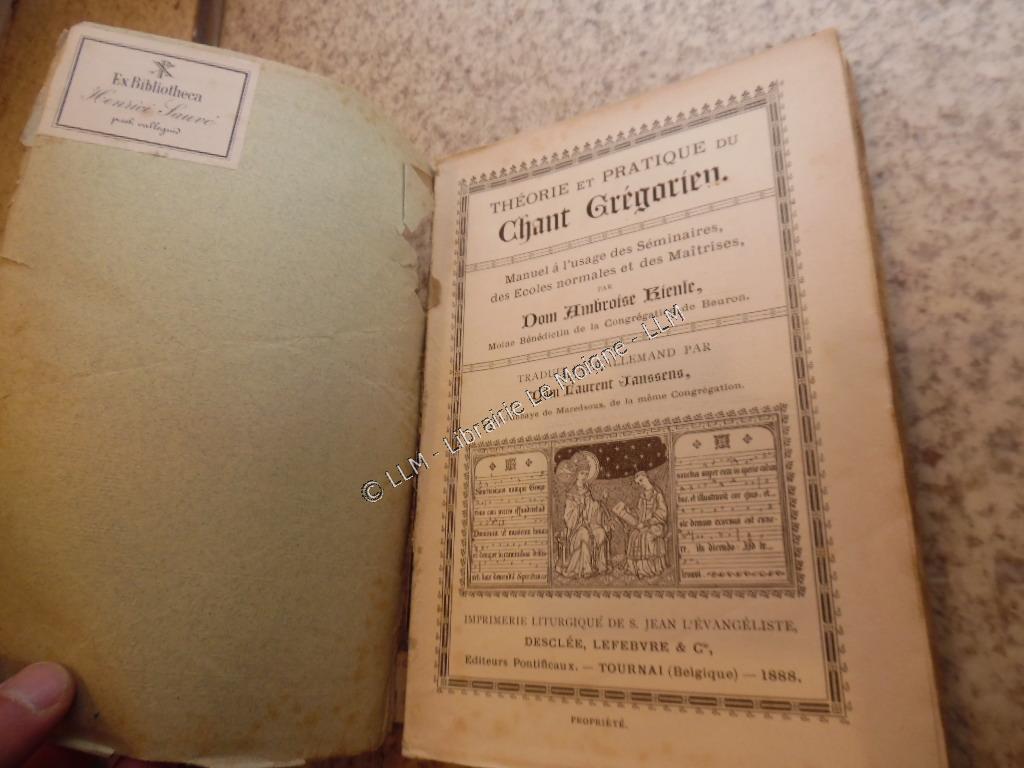 Ex Bibliotheca
Henrici Sauvé
THÉORIE ET PRATIQUE DU
Chant Grégorien.
Manuel à l'usage des Séminaires,
des Ecoles normales et des Maîtrises,
PAR
Dom Ambroise Kienle,
Moine Bénédictin de la Congrégation de Beuron.
TRADUIT ALLEMAND PAR
Dom Laurent Janssens,
Abbaye de Maredsous, de la même Congrégation.
© LLM - Librairie Le Moigne - LLM
IMPRIMERIE LITURGIQUE DE S. JEAN L'ÉVANGÉLISTE,
DESCLÉE, LEFEBVRE & Cie,
Editeurs Pontificaux. — TOURNAI (Belgique) — 1888.
PROPRIÉTÉ.